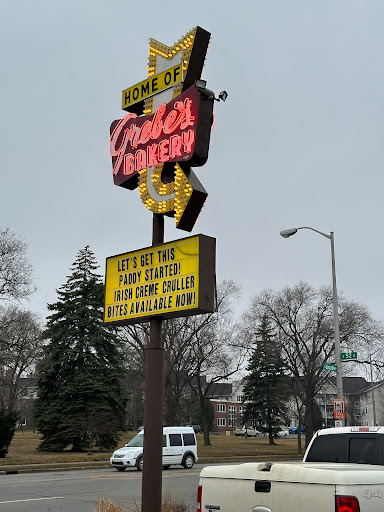 HOME OF
Grebe's
BAKERY
LET'S GET THIS
PADDY STARTED!
IRISH CREME CRULLER
BITES AVAILABLE NOW!